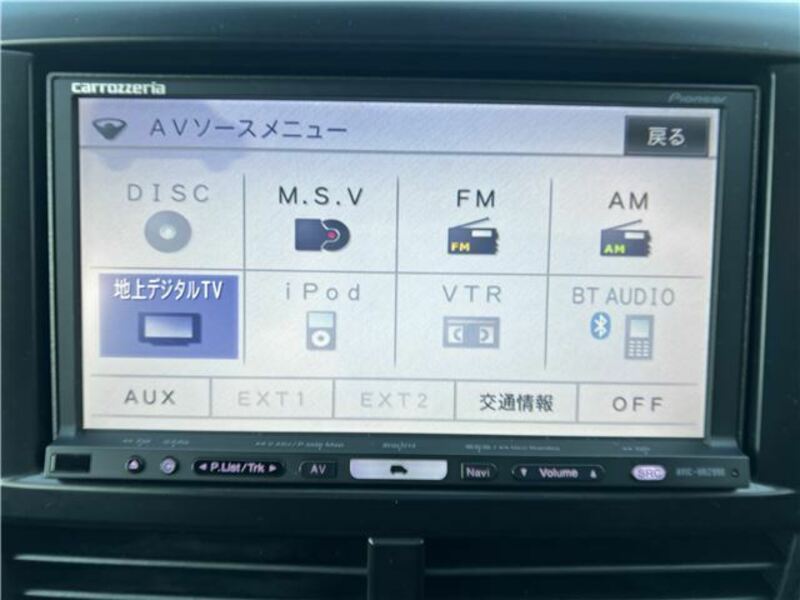 carrozzeria
Pioneer
AVソースメニュー
戻る
DISC
M.S.V
FM
AM
FM
AM
地上デジタルTV
iPod
VTR
BT AUDIO
AUX
EXT1
EXT2
交通情報
OFF
P.List/Trk
AV
Navi
Volume
SRC